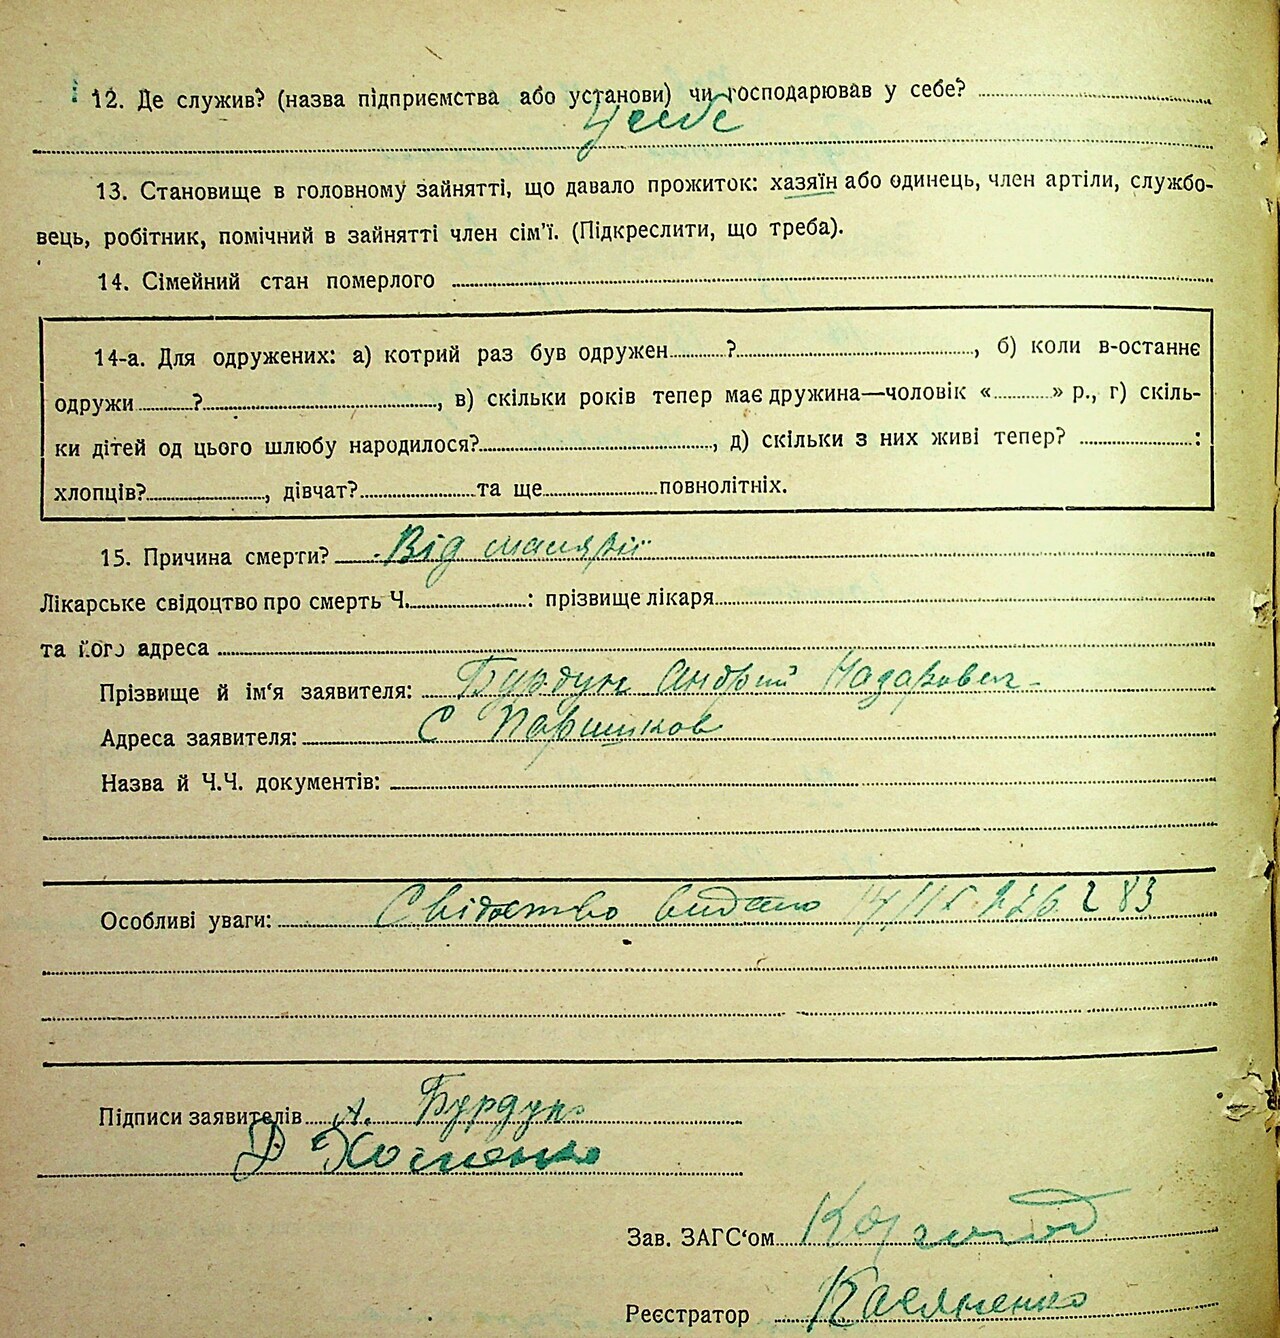 12. Де служив? (назва підприємства або установи) чи господарював у себе?
У себе
13. Становище в головному зайнятті, що давало прожиток: хазяїн або одинець, член артіли, службо-
вець, робітник, помічний в зайнятті член сім'ї. (Підкреслити, що треба).
14. Сімейний стан померлого
14-а. Для одружених: а) котрий раз був одружен ?, б) коли в-останнє
одружи ?, в) скільки років тепер має дружина—чоловік « » р., г) скіль-
ки дітей од цього шлюбу народилося?, д) скільки з них живі тепер? :
хлопців?, дівчат? та ще повнолітніх.
15. Причина смерти? Від малярії
Лікарське свідоцтво про смерть Ч. : прізвище лікаря
та його адреса
Прізвище й ім'я заявителя: Бурдун Андрій Назарович
Адреса заявителя: С Паришков
Назва й Ч.Ч. документів:
Особливі уваги: Свідоцтво видано 283
Підписи заявителів А. Бурдун
Зав. ЗАГС'ом
Реєстратор Касяненко